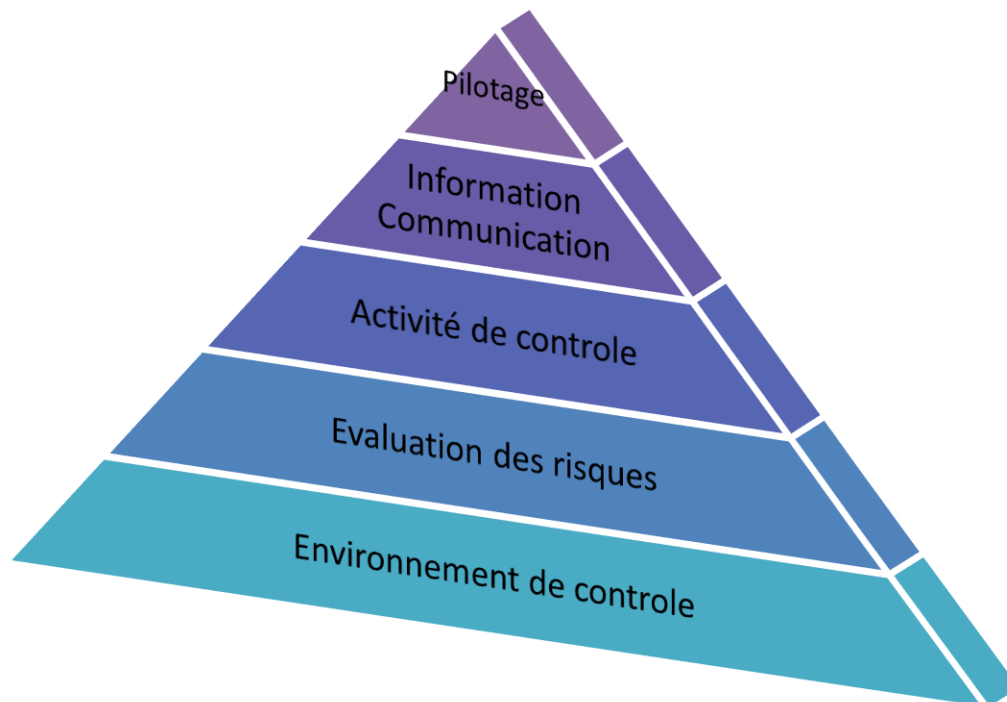 Pilotage
Information
Communication
Activité de controle
Evaluation des risques
Environnement de controle